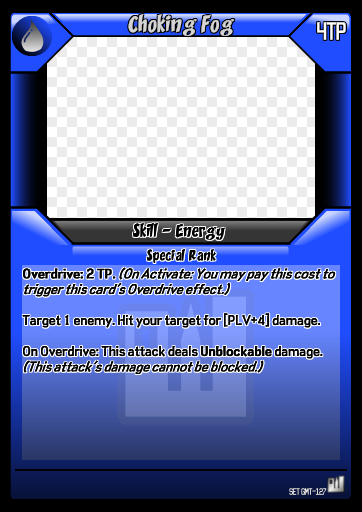 Choking Fog
4TP
Skill - Energy
Special Rank
Overdrive: 2 TP. (On Activate: You may pay this cost to
trigger this card's Overdrive effect.)
Target 1 enemy. Hit your target for [PLV+4] damage.
On Overdrive: This attack deals Unblockable damage.
(This attack's damage cannot be blocked.)
SET GMT-127